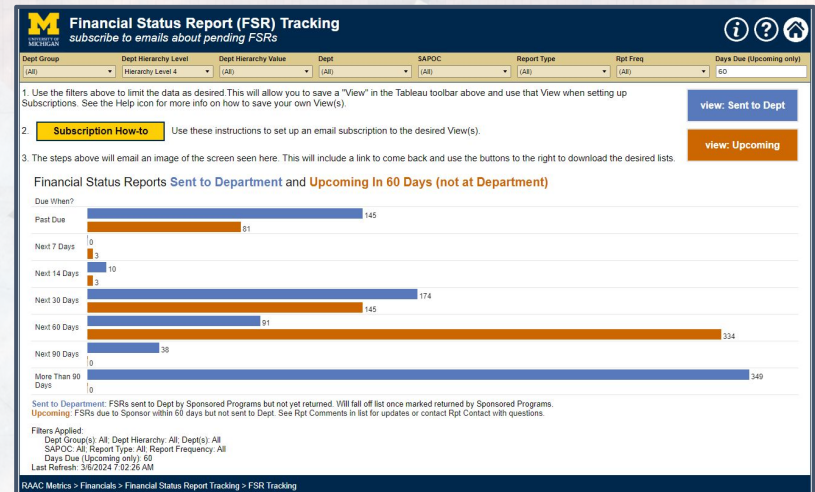 M
UNIVERSITY OF
MICHIGAN
Financial Status Report (FSR) Tracking
subscribe to emails about pending FSRs
i ?
Dept Group Dept Hierarchy Level Dept Hierarchy Value Dept SAPOC Report Type Rpt Freq Days Due (Upcoming only)
(All) Hierarchy Level 4 (All) (All) (All) (All) (All) 60
1. Use the filters above to limit the data as desired.This will allow you to save a "View" in the Tableau toolbar above and use that View when setting up
Subscriptions. See the Help icon for more info on how to save your own View(s).
view: Sent to Dept
2. Subscription How-to Use these instructions to set up an email subscription to the desired View(s).
view: Upcoming
3. The steps above will email an image of the screen seen here. This will include a link to come back and use the buttons to the right to download the desired lists.
Financial Status Reports Sent to Department and Upcoming In 60 Days (not at Department)
Due When?
Past Due 145
81
Next 7 Days 0
3
Next 14 Days 10
3
Next 30 Days 174
145
Next 60 Days 91
334
Next 90 Days 38
0
More Than 90
Days 349
0
Sent to Department: FSRs sent to Dept by Sponsored Programs but not yet returned. Will fall off list once marked returned by Sponsored Programs.
Upcoming: FSRs due to Sponsor within 60 days but not sent to Dept. See Rpt Comments in list for updates or contact Rpt Contact with questions.
Filters Applied:
Dept Group(s): All; Dept Hierarchy: All; Dept(s): All
SAPOC: All; Report Type: All; Report Frequency: All
Days Due (Upcoming only): 60
Last Refresh: 3/6/2024 7:02:26 AM
RAAC Metrics > Financials > Financial Status Report Tracking > FSR Tracking